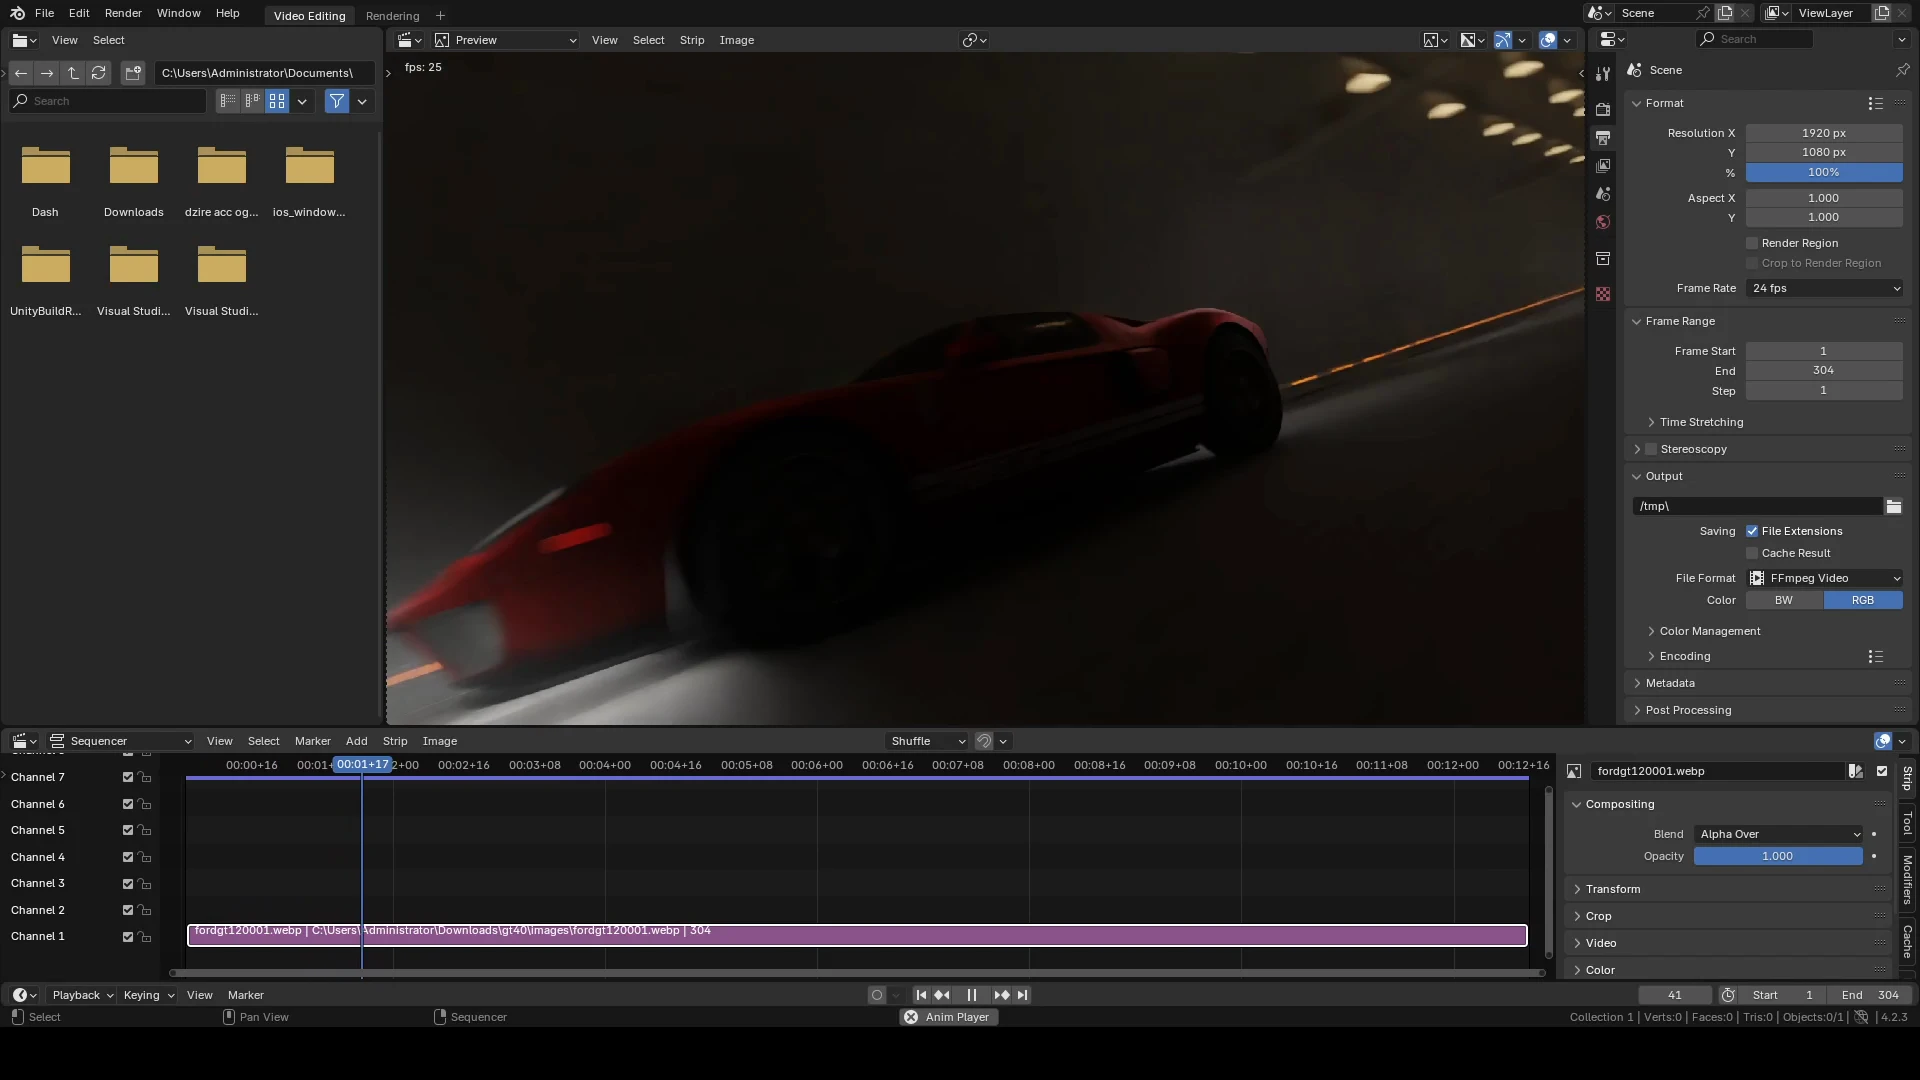 File Edit Render Window Help Video Editing Rendering + Scene ViewLayer
View Select
Preview View Select Strip Image
Search
C:\Users\Administrator\Documents\
Search
Dash Downloads dzire acc og... ios_window...
UnityBuildR... Visual Studi... Visual Studi...
fps: 25
Scene
Format
Resolution X 1920 px
Y 1080 px
% 100%
Aspect X 1.000
Y 1.000
Render Region
Crop to Render Region
Frame Rate 24 fps
Frame Range
Frame Start 1
End 304
Step 1
Time Stretching
Stereoscopy
Output
/tmp\
Saving File Extensions
Cache Result
File Format FFmpeg Video
Color BW RGB
Color Management
Encoding
Metadata
Post Processing
Sequencer View Select Marker Add Strip Image Shuffle
00:00+16 00:01+ 00:01+17 2+00 00:02+16 00:03+08 00:04+00 00:04+16 00:05+08 00:06+00 00:06+16 00:07+08 00:08+00 00:08+16 00:09+08 00:10+00 00:10+16 00:11+08 00:12+00 00:12+16
Channel 7
Channel 6
Channel 5
Channel 4
Channel 3
Channel 2
Channel 1
fordgt120001.webp | C:\Users\Administrator\Downloads\gt40\images\fordgt120001.webp | 304
fordgt120001.webp
Compositing
Blend Alpha Over
Opacity 1.000
Transform
Crop
Video
Color
Strip
Tool
Modifiers
Cache
Playback Keying View Marker 41 Start 1 End 304
Select Pan View Sequencer Anim Player Collection 1 | Verts:0 | Faces:0 | Tris:0 | Objects:0/1 | 4.2.3